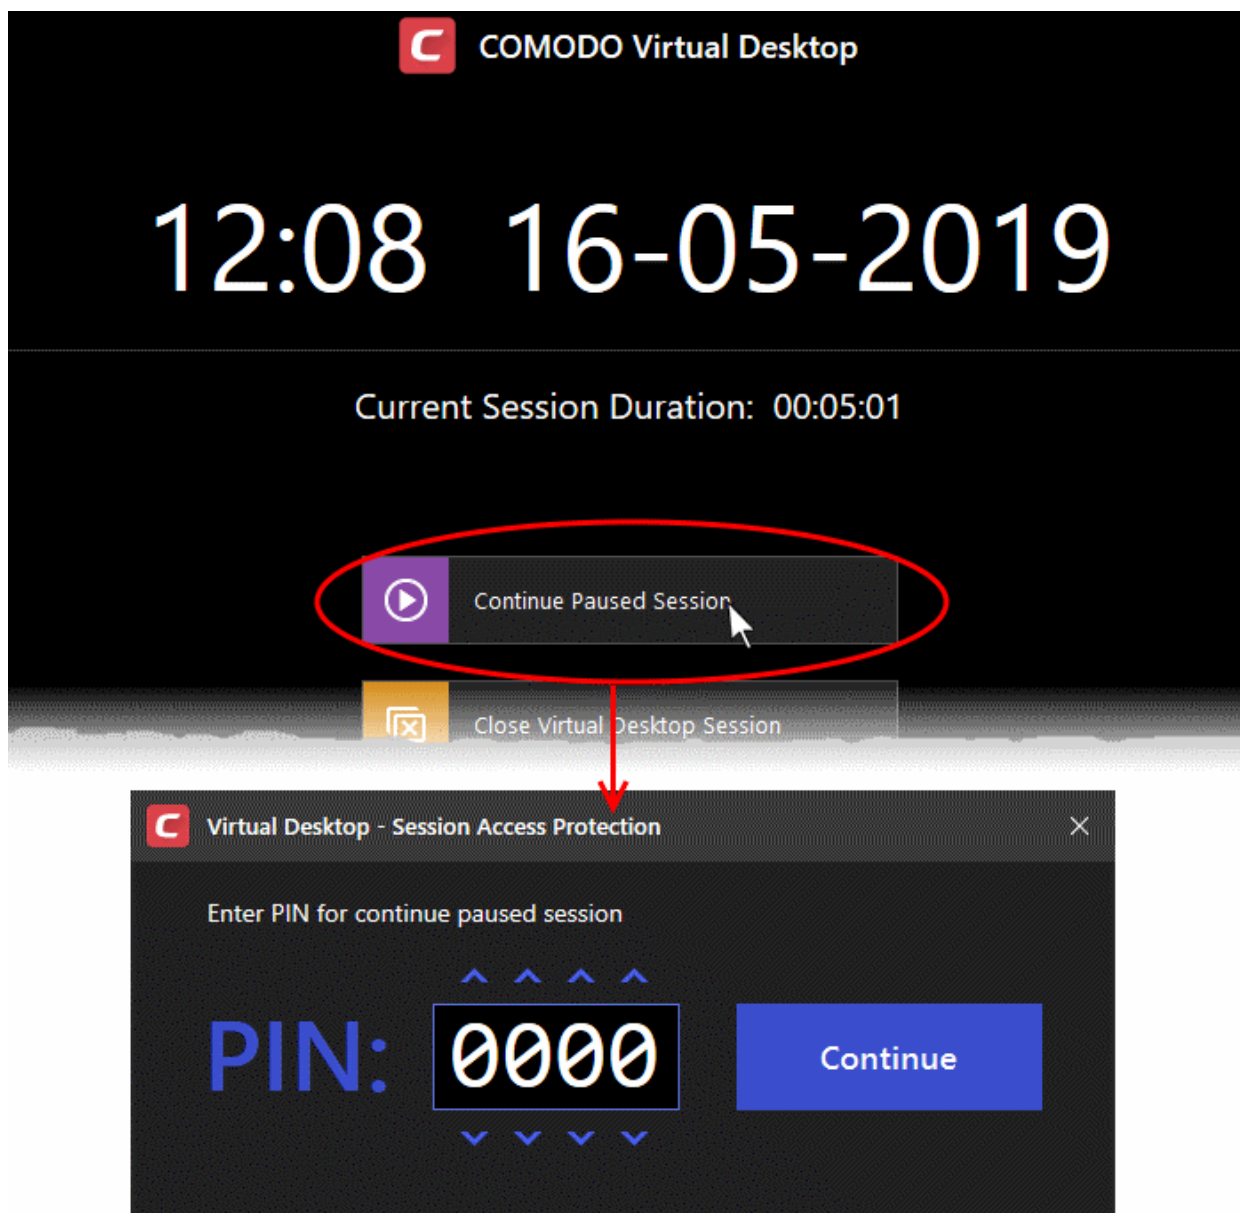 COMODO Virtual Desktop
12:08 16-05-2019
Current Session Duration: 00:05:01
Continue Paused Session
Close Virtual Desktop Session
Virtual Desktop - Session Access Protection
Enter PIN for continue paused session
PIN: 0000 Continue